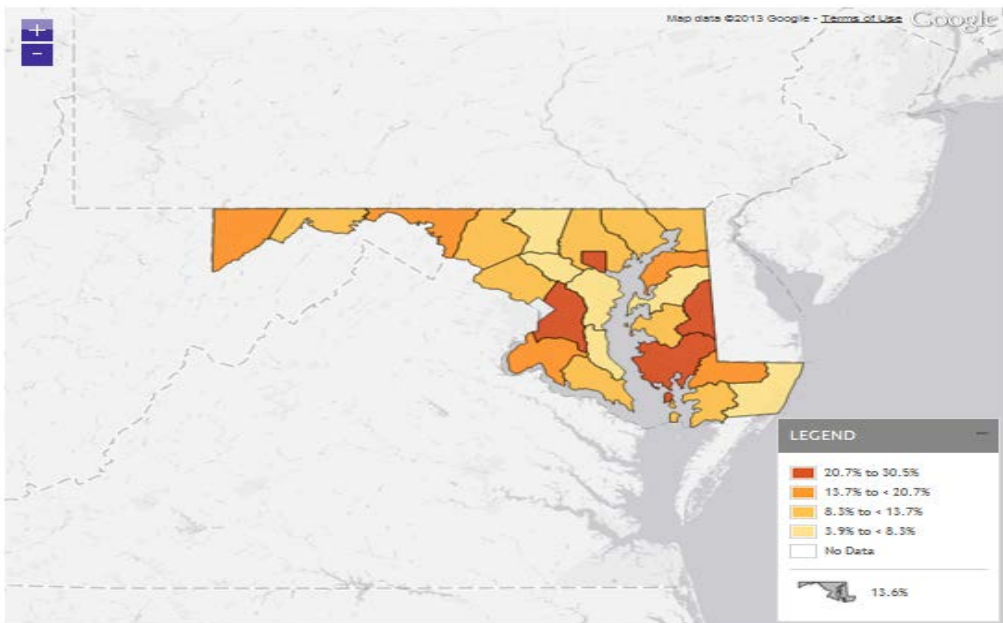 +
−
Map data ©2013 Google - Terms of Use Google
LEGEND −
20.7% to 30.5%
13.7% to < 20.7%
8.3% to < 13.7%
3.9% to < 8.3%
No Data
13.6%